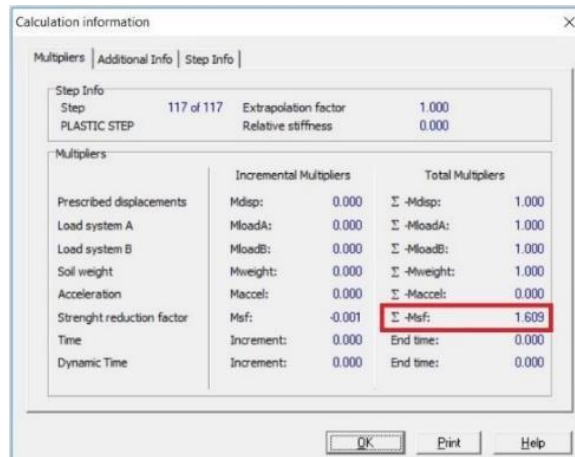 Calculation information
Multipliers Additional Info Step Info
Step Info
Step 117 of 117 Extrapolation factor 1.000
PLASTIC STEP Relative stiffness 0.000
Multipliers
Incremental Multipliers Total Multipliers
Prescribed displacements Mdisp: 0.000 Σ -Mdisp: 1.000
Load system A MloadA: 0.000 Σ -MloadA: 1.000
Load system B MloadB: 0.000 Σ -MloadB: 1.000
Soil weight Mweight: 0.000 Σ -Mweight: 1.000
Acceleration Maccel: 0.000 Σ -Maccel: 0.000
Strenght reduction factor Msf: -0.001 Σ -Msf: 1.609
Time Increment: 0.000 End time: 0.000
Dynamic Time Increment: 0.000 End time: 0.000
OK Print Help